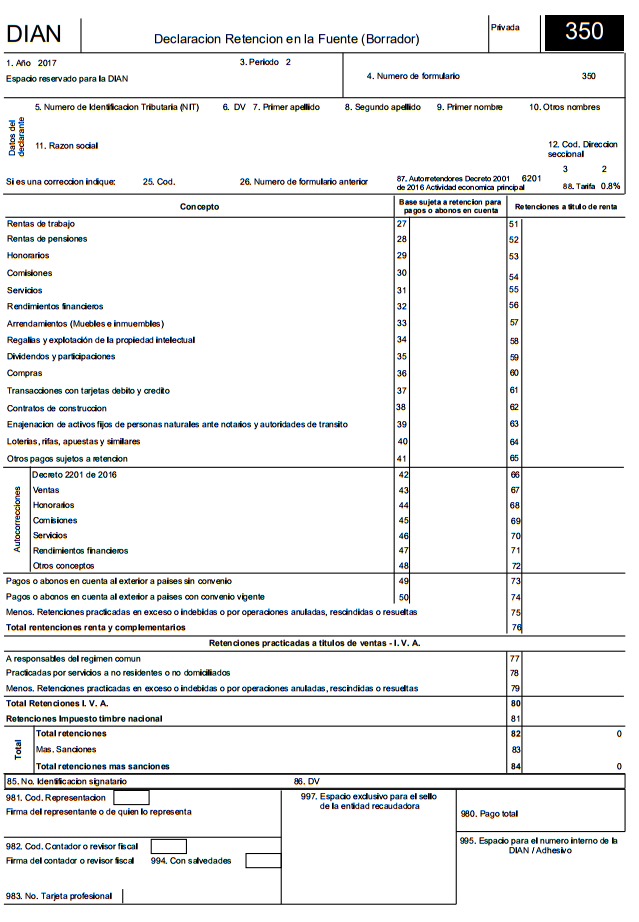 DIAN
Declaracion Retencion en la Fuente (Borrador)
Privada
350
1. Año 2017
3. Periodo 2
Espacio reservado para la DIAN
4. Numero de formulario 350
Datos del declarante
5. Numero de Identificacion Tributaria (NIT) 6. DV 7. Primer apellido 8. Segundo apellido 9. Primer nombre 10. Otros nombres
11. Razon social
12. Cod. Direccion seccional
3 2
Si es una correccion indique: 25. Cod. 26. Numero de formulario anterior
87. Autorretendores Decreto 2001 6201
de 2016 Actividad economica principal
88. Tarifa 0.8%
Concepto
Base sujeta a retencion para
pagos o abonos en cuenta
Retenciones a titulo de renta
Rentas de trabajo 27 51
Rentas de pensiones 28 52
Honorarios 29 53
Comisiones 30 54
Servicios 31 55
Rendimientos financieros 32 56
Arrendamientos (Muebles e inmuembles) 33 57
Regalias y explotación de la propiedad intelectual 34 58
Dividendos y participaciones 35 59
Compras 36 60
Transacciones con tarjetas debito y credito 37 61
Contratos de construccion 38 62
Enajenacion de activos fijos de personas naturales ante notarios y autoridades de transito 39 63
Loterias, rifas, apuestas y similares 40 64
Otros pagos sujetos a retencion 41 65
Autocorrecciones
Decreto 2201 de 2016 42 66
Ventas 43 67
Honorarios 44 68
Comisiones 45 69
Servicios 46 70
Rendimientos financieros 47 71
Otros conceptos 48 72
Pagos o abonos en cuenta al exterior a paises sin convenio 49 73
Pagos o abonos en cuenta al exterior a paises con convenio vigente 50 74
Menos. Retenciones practicadas en exceso o indebidas o por operaciones anuladas, rescindidas o resueltas 75
Total rentenciones renta y complementarios 76
Retenciones practicadas a titulos de ventas - I. V. A.
A responsables del regimen comun 77
Practicadas por servicios a no residentes o no domiciliados 78
Menos. Retenciones practicadas en exceso o indebidas o por operaciones anuladas, rescindidas o resueltas 79
Total Retenciones I. V. A. 80
Retenciones Impuesto timbre nacional 81
Total
Total retenciones 82 0
Mas. Sanciones 83
Total retenciones mas sanciones 84 0
85. No. Identificacion signatario 86. DV
981. Cod. Representacion
Firma del representante o de quien lo representa
982. Cod. Contador o revisor fiscal
Firma del contador o revisor fiscal 994. Con salvedades
983. No. Tarjeta profesional
997. Espacio exclusivo para el sello
de la entidad recaudadora
980. Pago total
995. Espacio para el numero interno de la
DIAN / Adhesivo